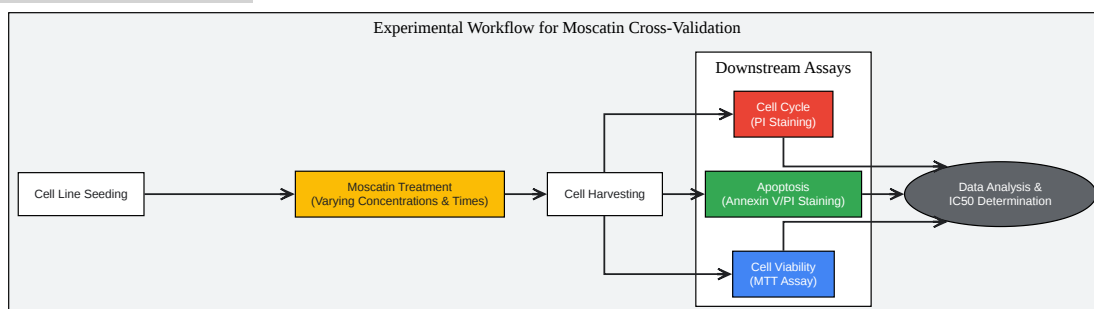 Experimental Workflow for Moscatin Cross-Validation
Downstream Assays
Cell Cycle
(PI Staining)
Cell Line Seeding
Moscatin Treatment
(Varying Concentrations & Times)
Cell Harvesting
Apoptosis
(Annexin V/PI Staining)
Data Analysis &
IC50 Determination
Cell Viability
(MTT Assay)